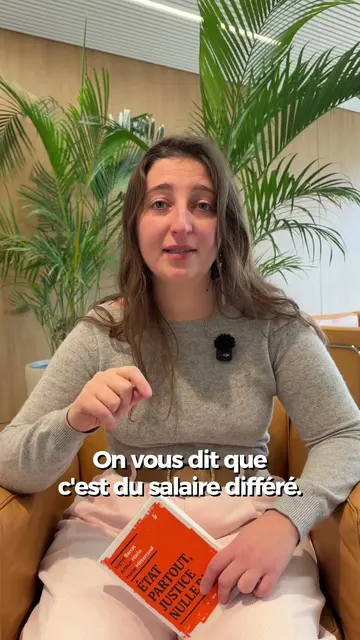 On vous dit que
c'est du salaire différé.
ÉTAT
PARTOUT,
JUSTICE
NULLE